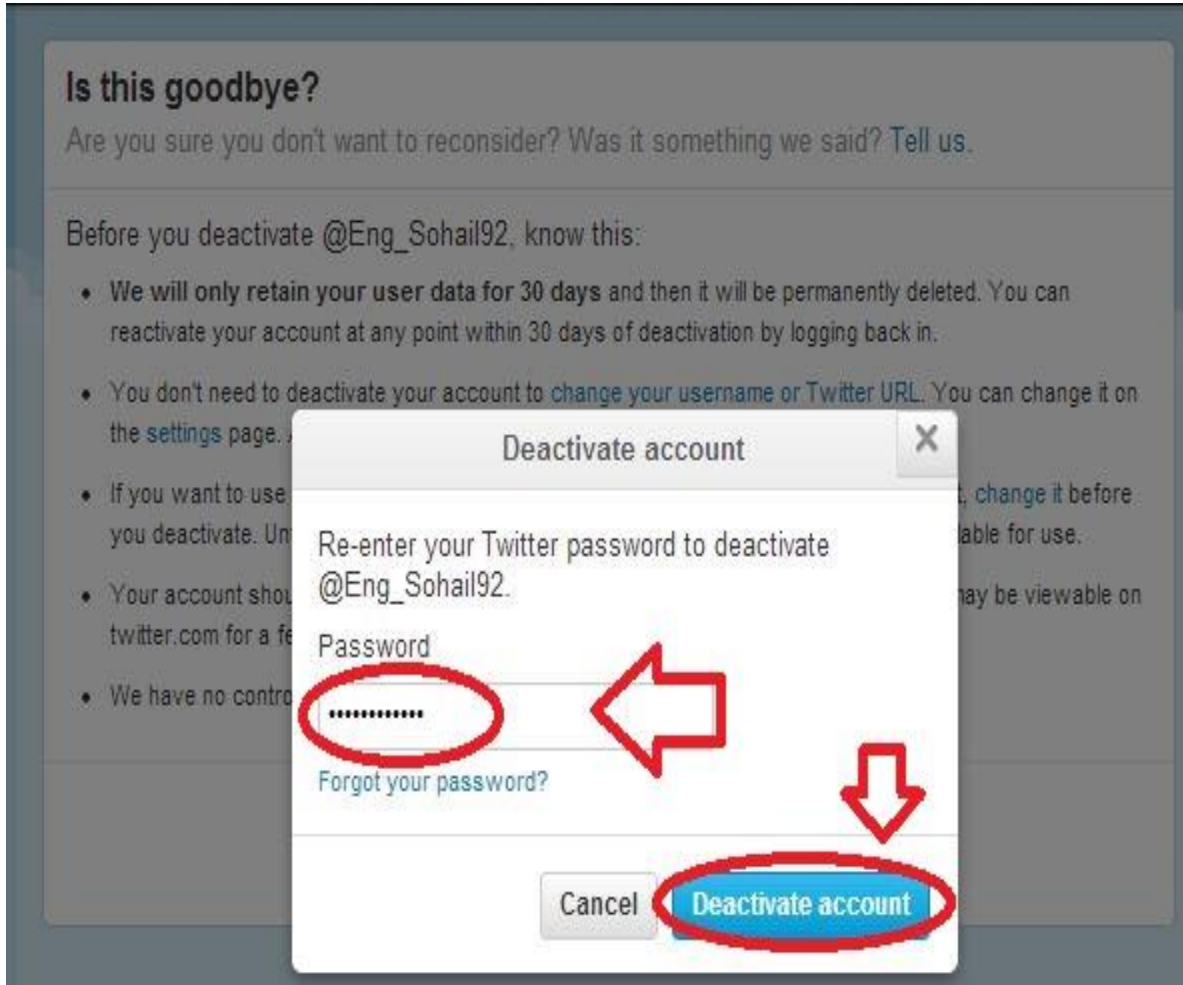 Is this goodbye?
Are you sure you don't want to reconsider? Was it something we said? Tell us.
Before you deactivate @Eng_Sohail92, know this:
• We will only retain your user data for 30 days and then it will be permanently deleted. You can
reactivate your account at any point within 30 days of deactivation by logging back in.
• You don't need to deactivate your account to change your username or Twitter URL. You can change it on
the settings page.
• If you want to use
change it before
you deactivate.
for use.
• Your account
be viewable on
twitter.com for a
• We have no
Deactivate account
Re-enter your Twitter password to deactivate
@Eng_Sohail92.
Password
••••••••••••
Forgot your password?
Cancel
Deactivate account